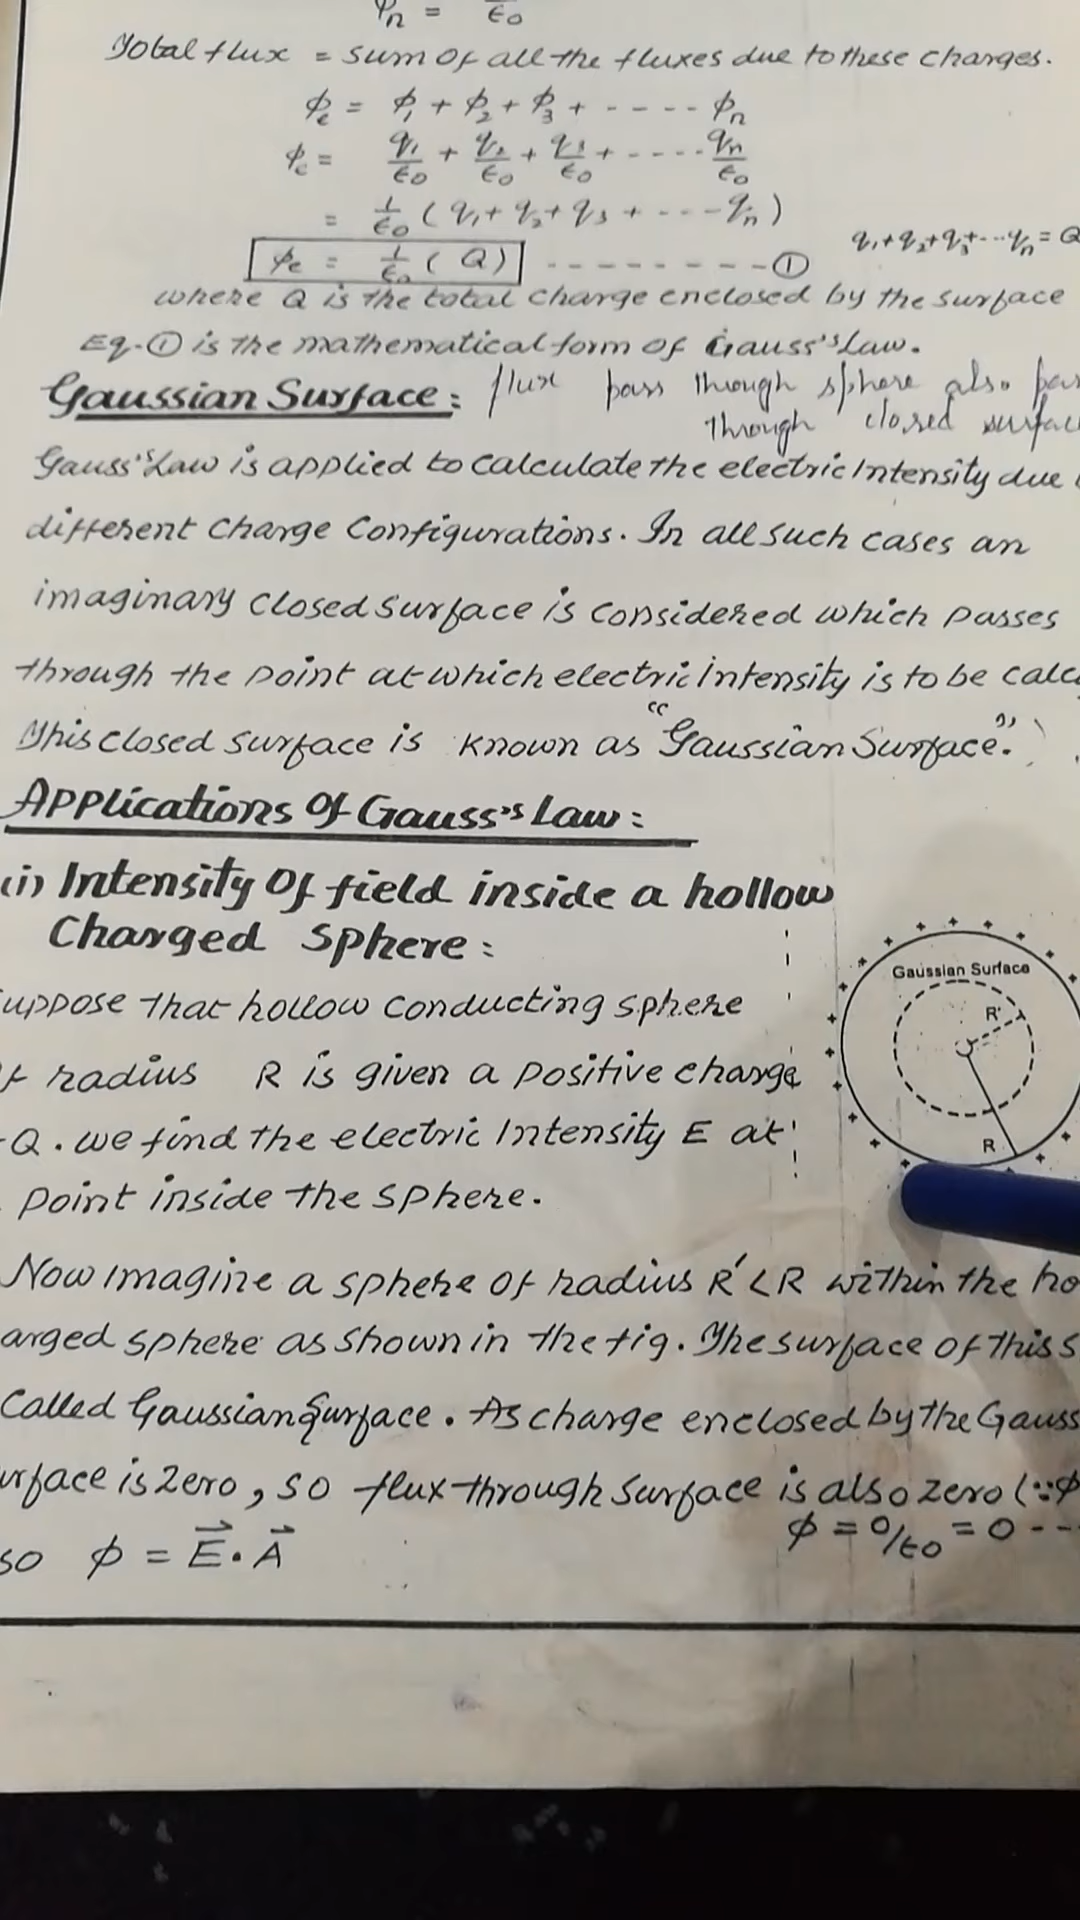 φn = /ϵ0
Total flux = sum of all the fluxes due to these charges.
φe = φ1 + φ2 + φ3 + - - - - φn
φe = q1/ϵ0 + q2/ϵ0 + q3/ϵ0 + - - - - qn/ϵ0
= 1/ϵ0 ( q1 + q2 + q3 + - - - qn )
q1+q2+q3+---qn = Q
φe = 1/ϵ0 ( Q ) - - - - - - - - - ①
where Q is the total charge enclosed by the surface
Eq-① is the mathematical form of Gauss's Law.
Gaussian Surface: flux pass through sphere also
through closed
Gauss's Law is applied to calculate the electric Intensity due
different charge configurations. In all such cases an
imaginary closed surface is considered which passes
through the point at which electric intensity is to be calc
This closed surface is known as "Gaussian Surface".
Applications Of Gauss's Law:
(i) Intensity Of field inside a hollow
Charged Sphere:
Gaussian Surface
R'
R
uppose that hollow conducting sphere
f radius R is given a positive charge
Q. we find the electric Intensity E at
point inside the sphere.
Now imagine a sphere of radius R'<R within the ho
arged sphere as shown in the fig. The surface of this s
Called Gaussian Surface. As charge enclosed by the Gauss
urface is zero, so flux through surface is also zero (∵ φ
φ = 0/ϵ0 = 0 ---
so φ = E⃗ . A⃗